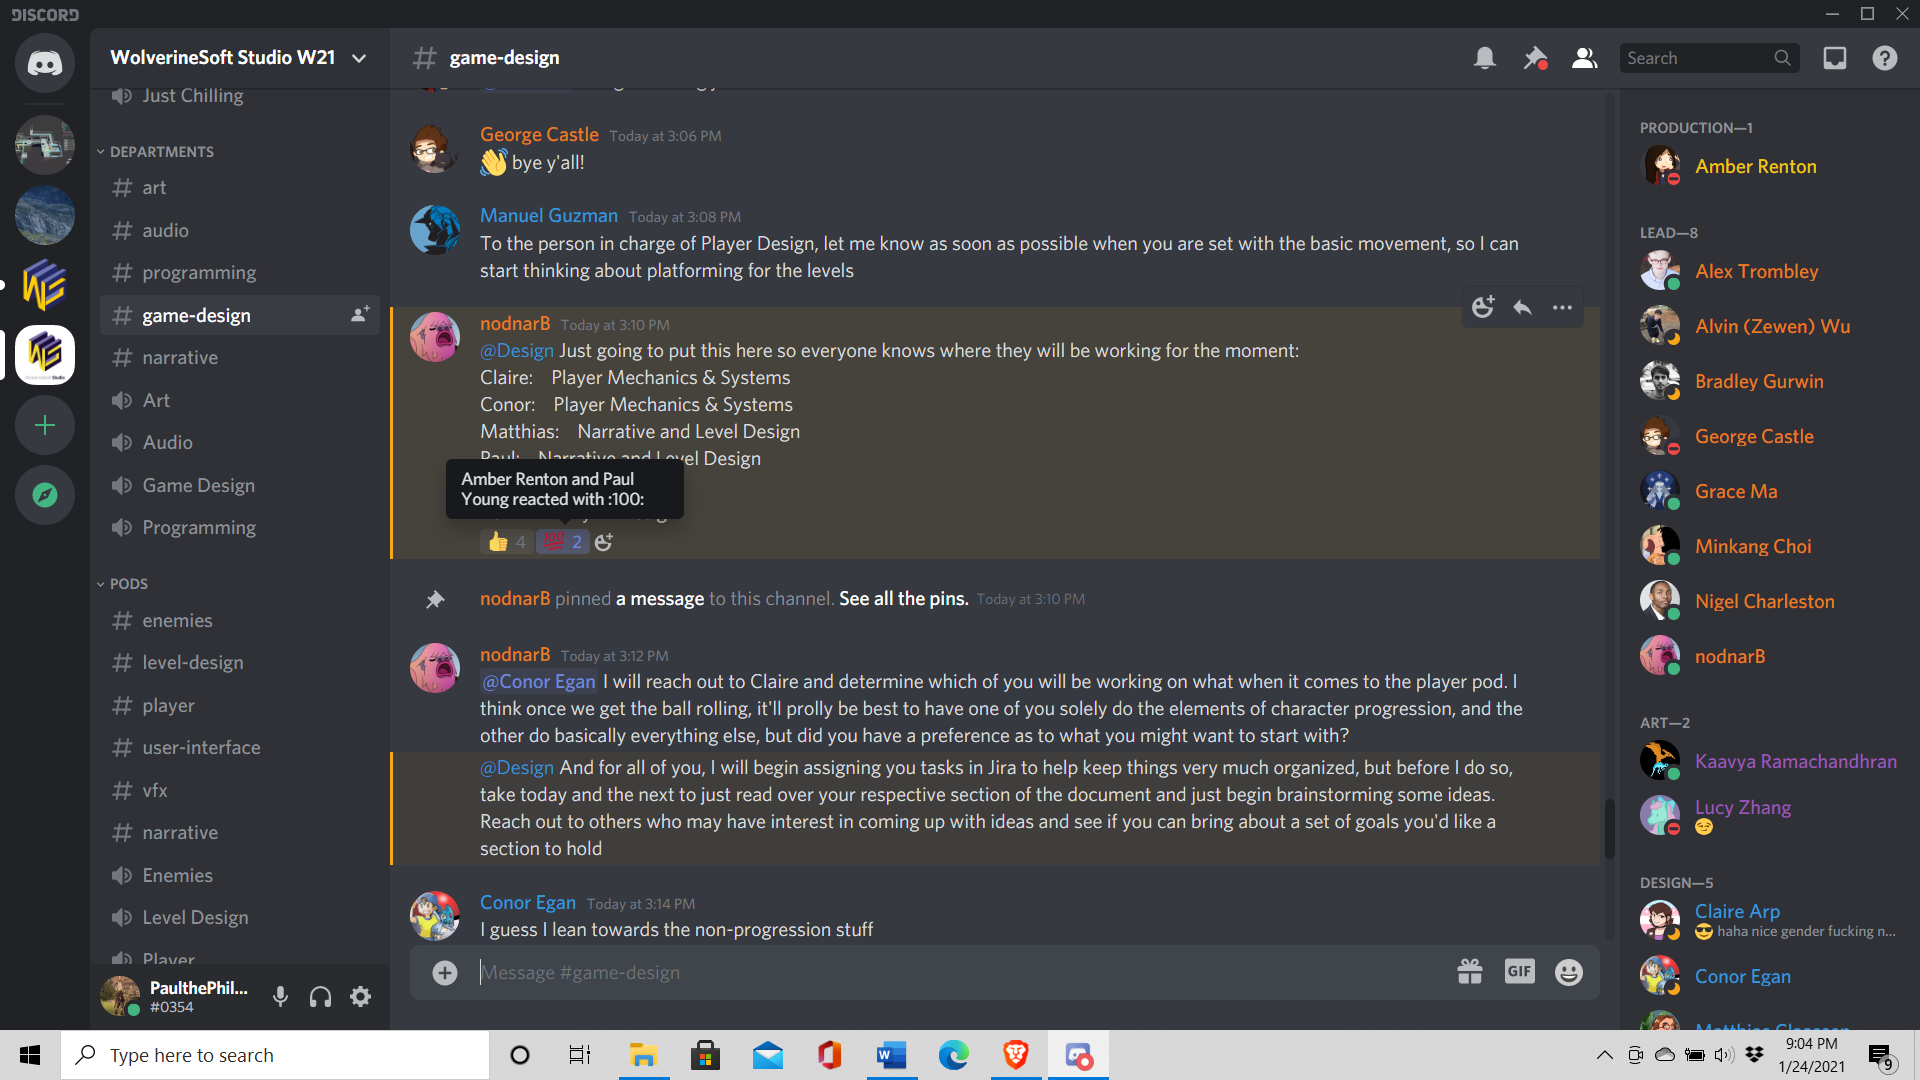 DISCORD
WolverineSoft Studio W21
Just Chilling
DEPARTMENTS
art
audio
programming
game-design
narrative
Art
Audio
Game Design
Programming
PODS
enemies
level-design
player
user-interface
vfx
narrative
Enemies
Level Design
Player
PaulthePhil...
#0354
# game-design
Search
George Castle Today at 3:06 PM
👋 bye y'all!
Manuel Guzman Today at 3:08 PM
To the person in charge of Player Design, let me know as soon as possible when you are set with the basic movement, so I can
start thinking about platforming for the levels
nodnarB Today at 3:10 PM
@Design Just going to put this here so everyone knows where they will be working for the moment:
Claire: Player Mechanics & Systems
Conor: Player Mechanics & Systems
Matthias: Narrative and Level Design
Paul: Narrative and Level Design
Amber Renton and Paul
Young reacted with :100:
👍 4 💯 2
nodnarB pinned a message to this channel. See all the pins. Today at 3:10 PM
nodnarB Today at 3:12 PM
@Conor Egan I will reach out to Claire and determine which of you will be working on what when it comes to the player pod. I
think once we get the ball rolling, it'll prolly be best to have one of you solely do the elements of character progression, and the
other do basically everything else, but did you have a preference as to what you might want to start with?
@Design And for all of you, I will begin assigning you tasks in Jira to help keep things very much organized, but before I do so,
take today and the next to just read over your respective section of the document and just begin brainstorming some ideas.
Reach out to others who may have interest in coming up with ideas and see if you can bring about a set of goals you'd like a
section to hold
Conor Egan Today at 3:14 PM
I guess I lean towards the non-progression stuff
Message #game-design
GIF
PRODUCTION—1
Amber Renton
LEAD—8
Alex Trombley
Alvin (Zewen) Wu
Bradley Gurwin
George Castle
Grace Ma
Minkang Choi
Nigel Charleston
nodnarB
ART—2
Kaavya Ramachandhran
Lucy Zhang
😏
DESIGN—5
Claire Arp
😎 haha nice gender fucking n...
Conor Egan
Type here to search
9:04 PM
1/24/2021
9